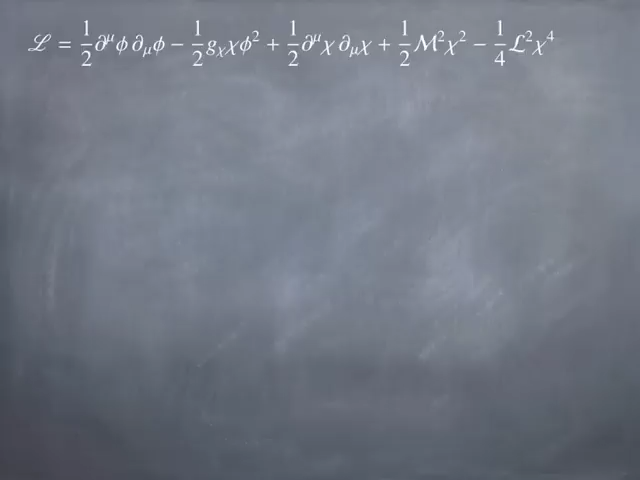 ℒ = 1/2 ∂^μ ϕ ∂_μ ϕ − 1/2 g_χ χ ϕ^2 + 1/2 ∂^μ χ ∂_μ χ + 1/2 ℳ^2 χ^2 − 1/4 ℒ^2 χ^4